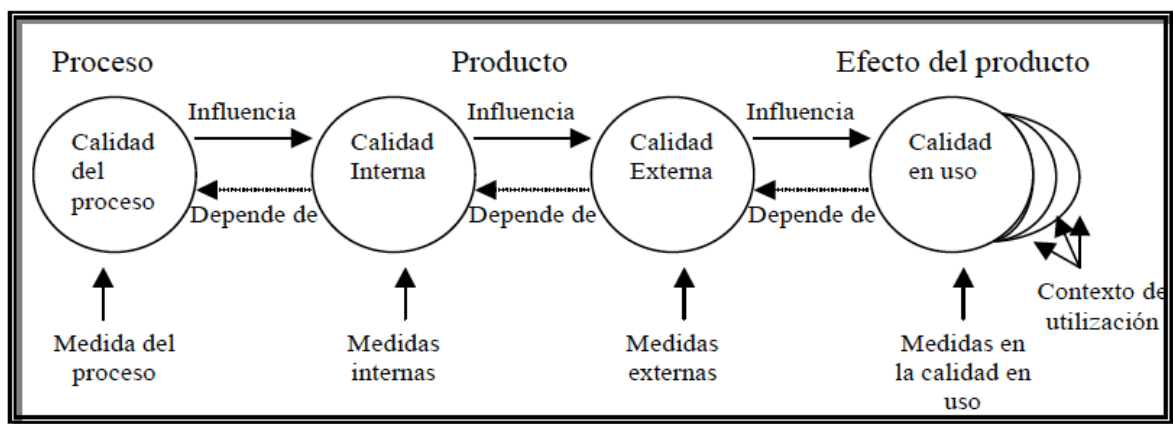 Proceso
Producto
Efecto del producto
Influencia
Influencia
Influencia
Calidad
del
proceso
Calidad
Interna
Calidad
Externa
Calidad
en uso
Depende de
Depende de
Depende de
Contexto de
utilización
Medida del
proceso
Medidas
internas
Medidas
externas
Medidas en
la calidad en
uso